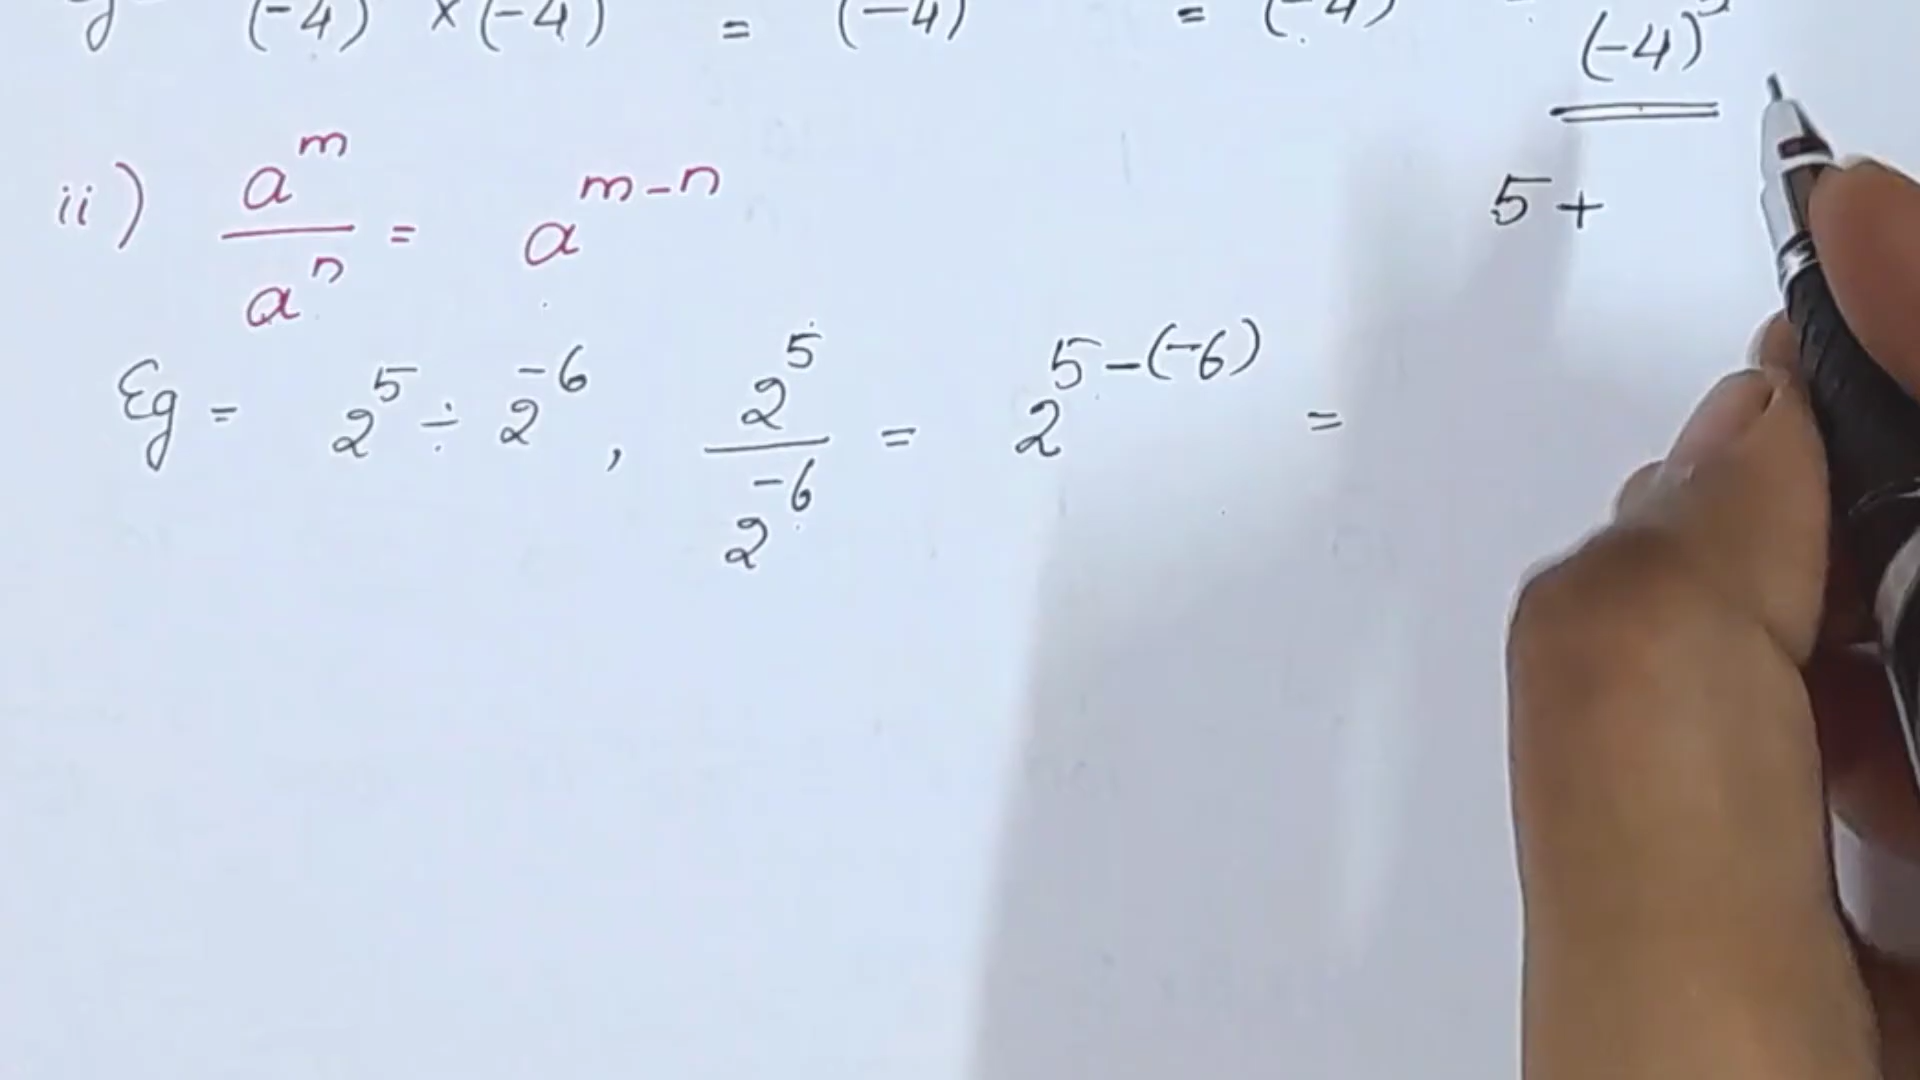 (-4) × (-4) = (-4) = (-4)
(-4)
ii) a^m / a^n = a^(m-n)
5 +
Eg = 2^5 ÷ 2^-6 , 2^5 / 2^-6 = 2^(5-(-6)) =